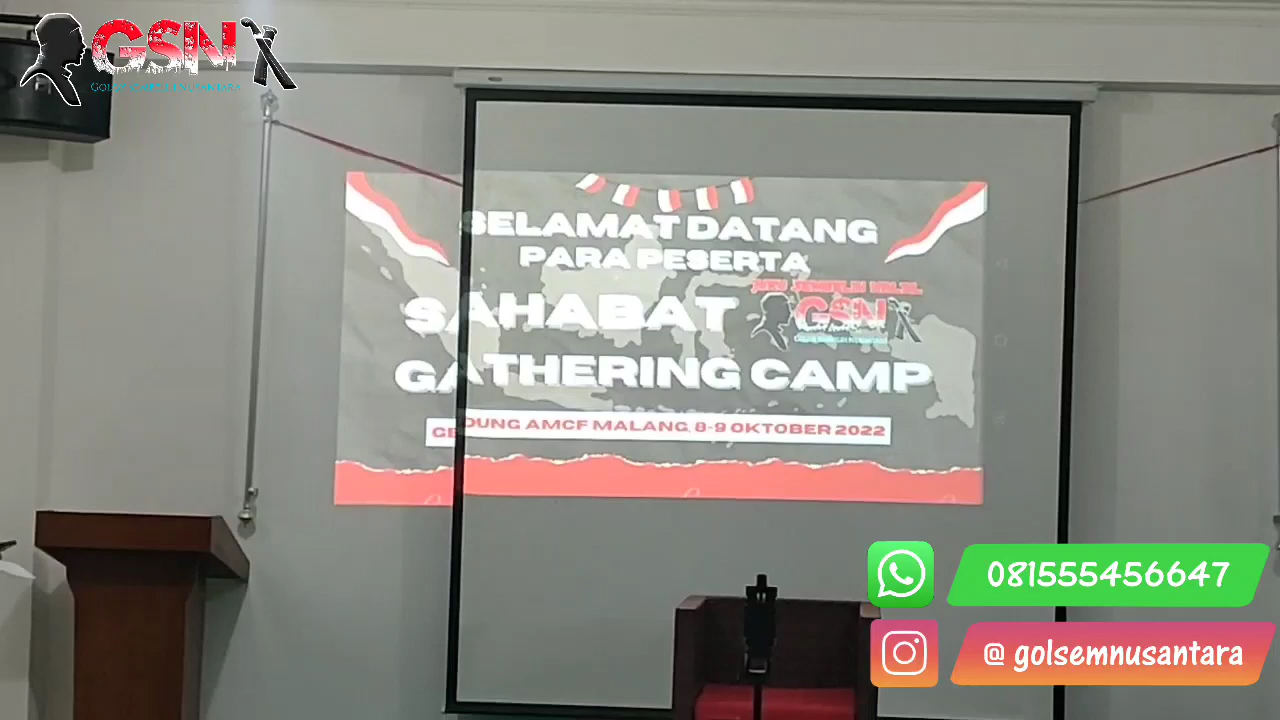 GSN
SELAMAT DATANG
PARA PESERTA
SAHABAT
GSN
GATHERING CAMP
GEDUNG AMCF MALANG, 8-9 OKTOBER 2022
081555456647
@ golsemnusantara